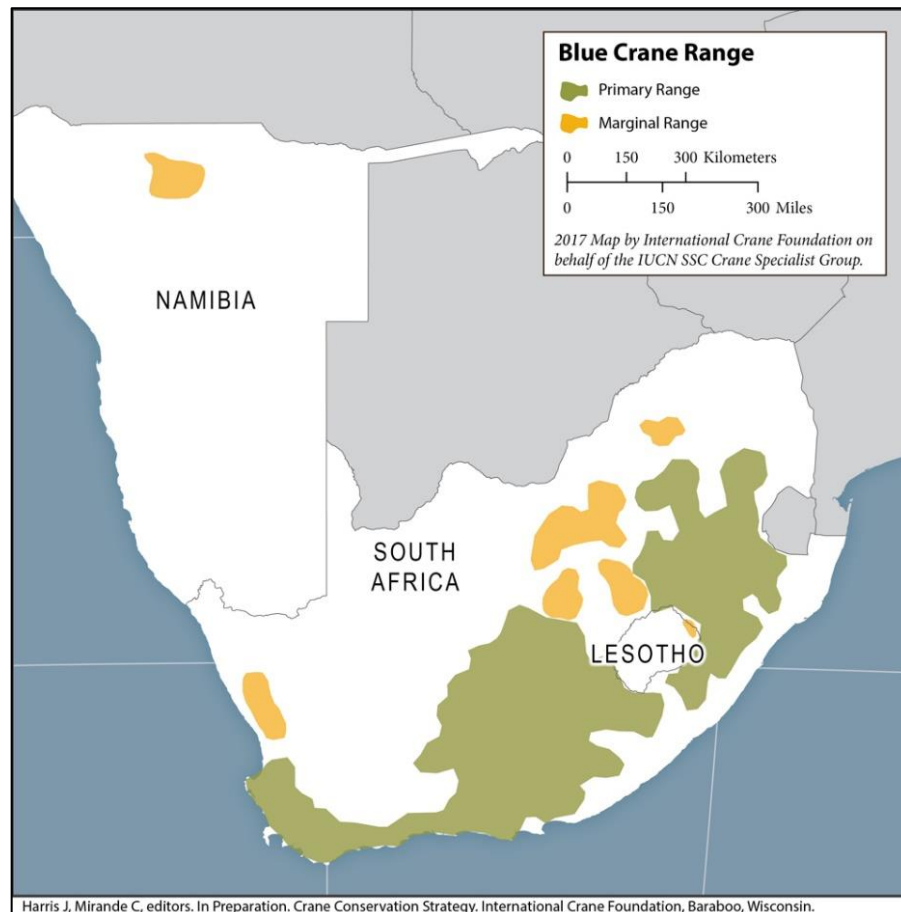 Blue Crane Range
Primary Range
Marginal Range
0 150 300 Kilometers
0 150 300 Miles
2017 Map by International Crane Foundation on
behalf of the IUCN SSC Crane Specialist Group.
NAMIBIA
SOUTH
AFRICA
LESOTHO
Harris J, Mirande C, editors. In Preparation. Crane Conservation Strategy. International Crane Foundation, Baraboo, Wisconsin.